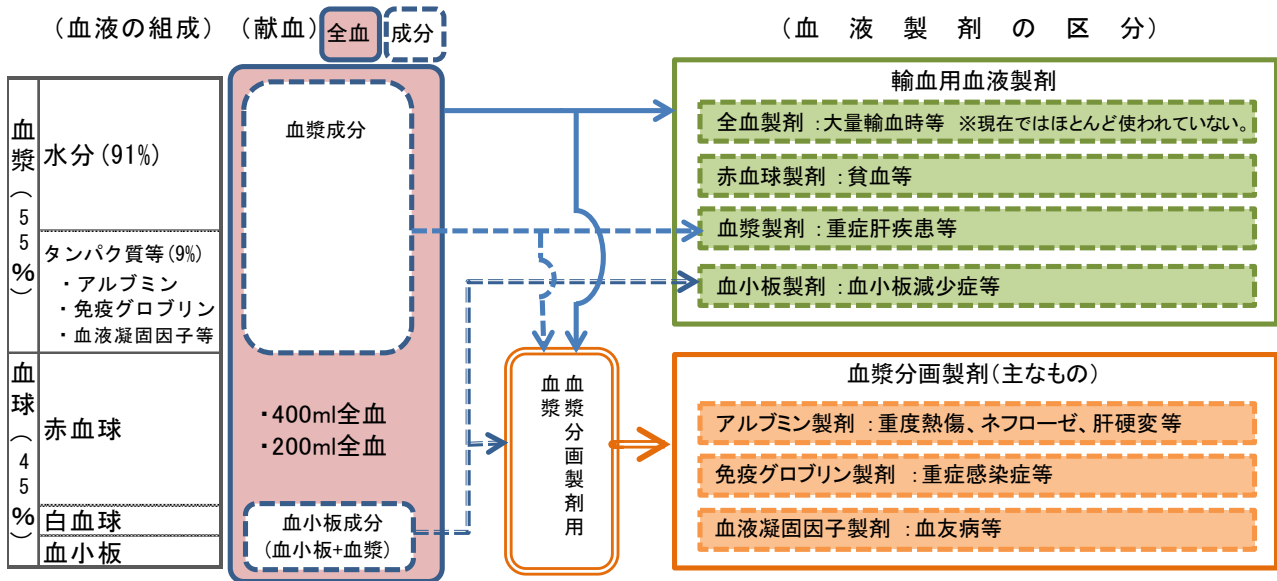 (血液の組成)
(献血)
全血
成分
(血液製剤の区分)
血漿(55%)
水分(91%)
タンパク質等(9%)
・アルブミン
・免疫グロブリン
・血液凝固因子等
血球(45%)
赤血球
白血球
血小板
血漿成分
・400ml全血
・200ml全血
血小板成分
(血小板+血漿)
血漿分画製剤用
血漿
輸血用血液製剤
全血製剤:大量輸血時等 ※現在ではほとんど使われていない。
赤血球製剤:貧血等
血漿製剤:重症肝疾患等
血小板製剤:血小板減少症等
血漿分画製剤(主なもの)
アルブミン製剤:重度熱傷、ネフローゼ、肝硬変等
免疫グロブリン製剤:重症感染症等
血液凝固因子製剤:血友病等